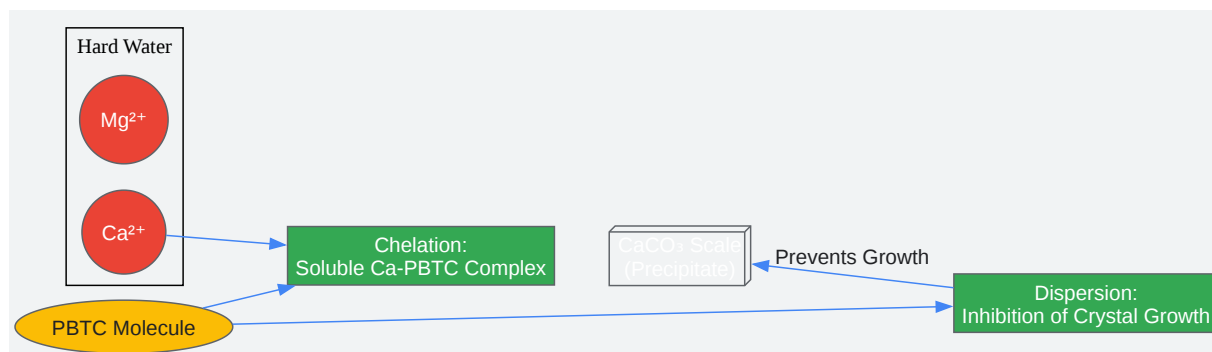 Hard Water
Mg²⁺
Ca²⁺
PBTC Molecule
Chelation:
Soluble Ca-PBTC Complex
CaCO₃ Scale
(Precipitate)
Prevents Growth
Dispersion:
Inhibition of Crystal Growth